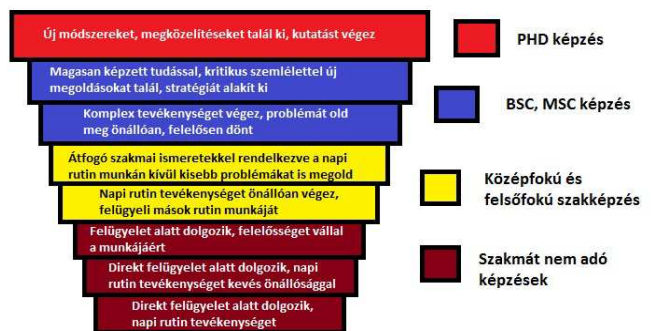 Új módszereket, megközelítéseket talál ki, kutatást végez
Magasan képzett tudással, kritikus szemlélettel új
megoldásokat talál, stratégiát alakít ki
Komplex tevékenységet végez, problémát old
meg önállóan, felelősen dönt
Átfogó szakmai ismeretekkel rendelkezve a napi
rutin munkán kívül kisebb problémákat is megold
Napi rutin tevékenységet önállóan végez,
felügyeli mások rutin munkáját
Felügyelet alatt dolgozik, felelősséget vállal
a munkájáért
Direkt felügyelet alatt dolgozik, napi
rutin tevékenységet kevés önállósággal
Direkt felügyelet alatt dolgozik,
napi rutin tevékenységet
PHD képzés
BSC, MSC képzés
Középfokú és
felsőfokú szakképzés
Szakmát nem adó
képzések